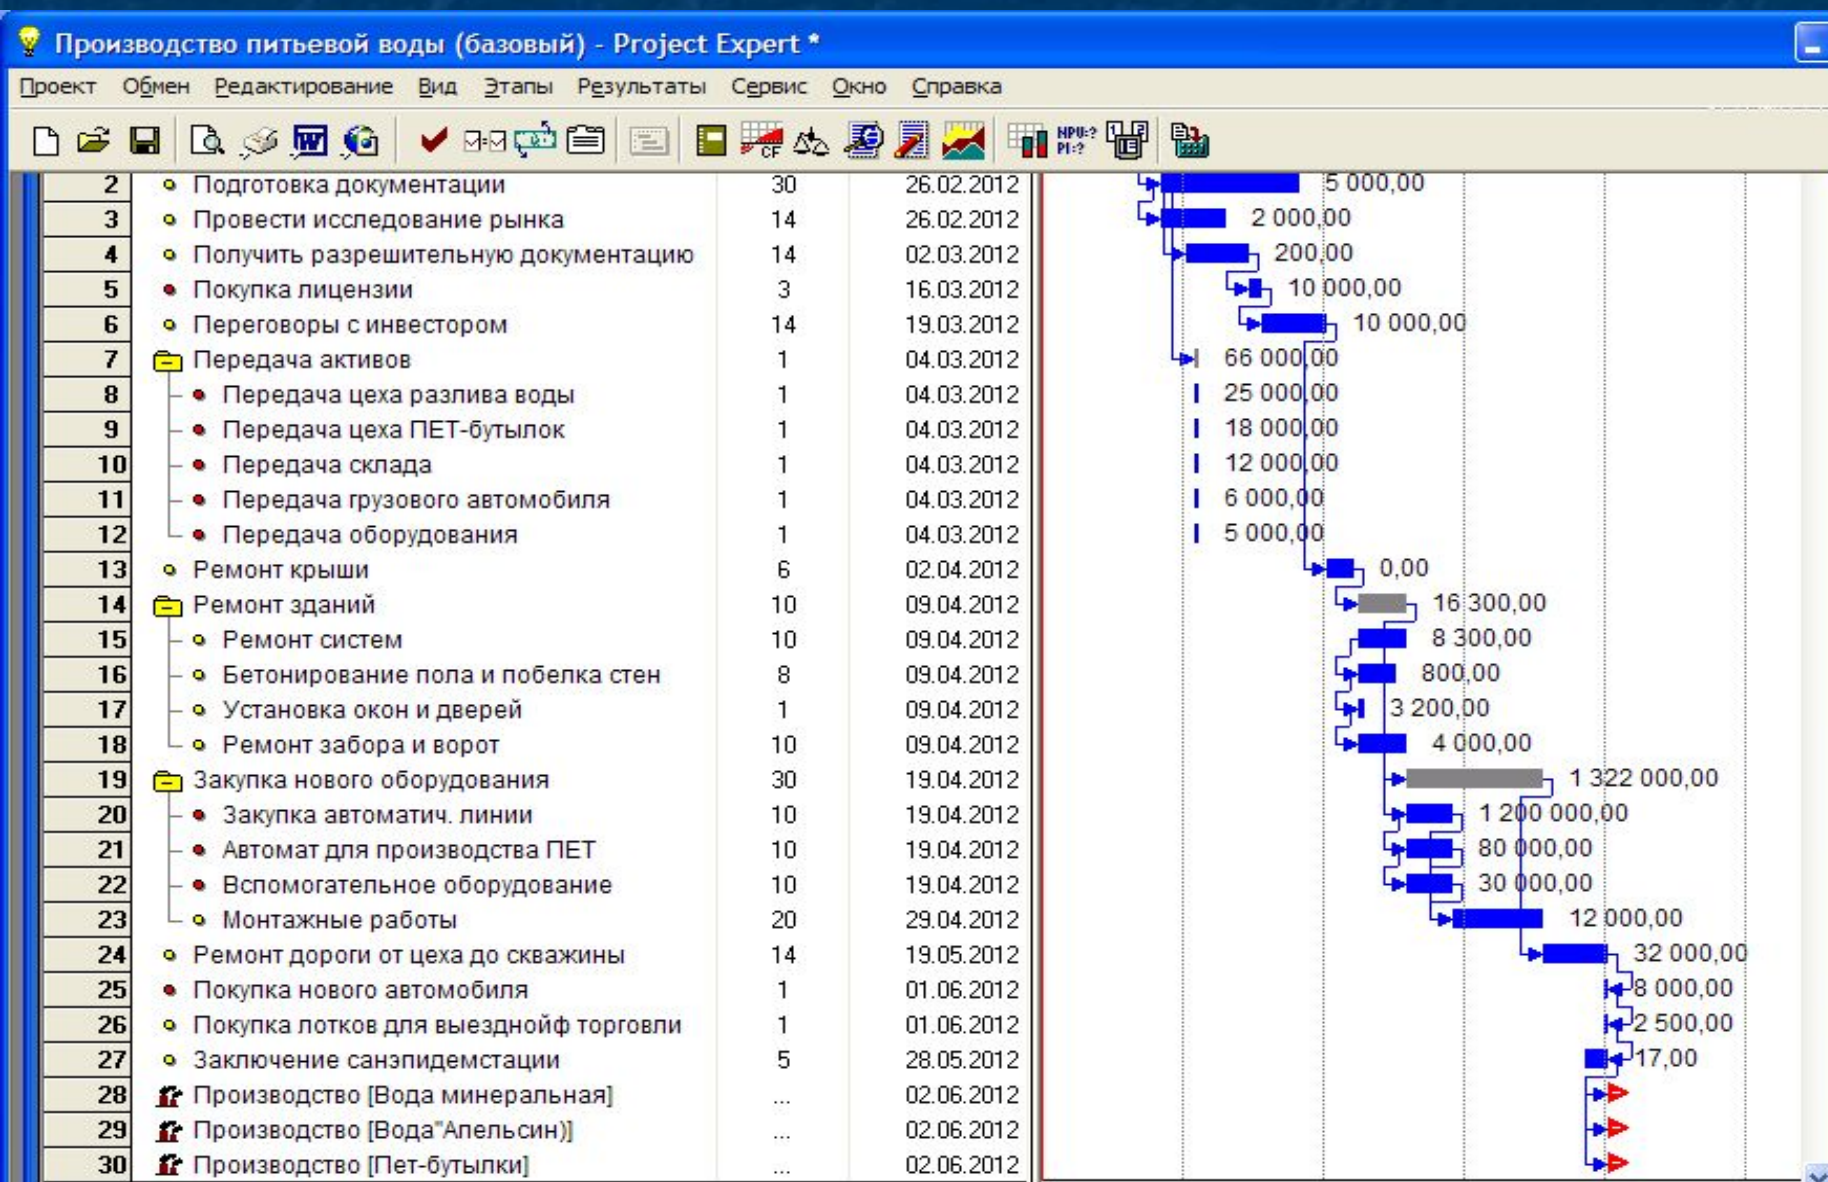 Производство питьевой воды (базовый) - Project Expert *
Проект Обмен Редактирование Вид Этапы Результаты Сервис Окно Справка
W CF NPV:? PI:? 1 2
2 Подготовка документации 30 26.02.2012 5 000,00
3 Провести исследование рынка 14 26.02.2012 2 000,00
4 Получить разрешительную документацию 14 02.03.2012 200,00
5 Покупка лицензии 3 16.03.2012 10 000,00
6 Переговоры с инвестором 14 19.03.2012 10 000,00
7 Передача активов 1 04.03.2012 66 000,00
8 Передача цеха разлива воды 1 04.03.2012 25 000,00
9 Передача цеха ПЕТ-бутылок 1 04.03.2012 18 000,00
10 Передача склада 1 04.03.2012 12 000,00
11 Передача грузового автомобиля 1 04.03.2012 6 000,00
12 Передача оборудования 1 04.03.2012 5 000,00
13 Ремонт крыши 6 02.04.2012 0,00
14 Ремонт зданий 10 09.04.2012 16 300,00
15 Ремонт систем 10 09.04.2012 8 300,00
16 Бетонирование пола и побелка стен 8 09.04.2012 800,00
17 Установка окон и дверей 1 09.04.2012 3 200,00
18 Ремонт забора и ворот 10 09.04.2012 4 000,00
19 Закупка нового оборудования 30 19.04.2012 1 322 000,00
20 Закупка автоматич. линии 10 19.04.2012 1 200 000,00
21 Автомат для производства ПЕТ 10 19.04.2012 80 000,00
22 Вспомогательное оборудование 10 19.04.2012 30 000,00
23 Монтажные работы 20 29.04.2012 12 000,00
24 Ремонт дороги от цеха до скважины 14 19.05.2012 32 000,00
25 Покупка нового автомобиля 1 01.06.2012 8 000,00
26 Покупка лотков для выезднойф торговли 1 01.06.2012 2 500,00
27 Заключение санэпидемстации 5 28.05.2012 17,00
28 Производство [Вода минеральная] ... 02.06.2012
29 Производство [Вода"Апельсин)] ... 02.06.2012
30 Производство [Пет-бутылки] ... 02.06.2012